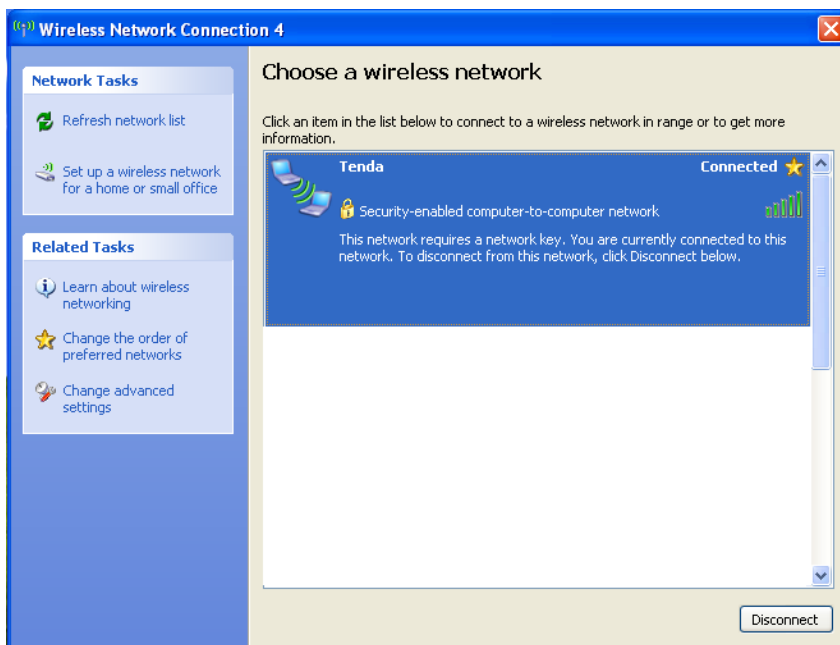 Wireless Network Connection 4
Network Tasks
Refresh network list
Set up a wireless network
for a home or small office
Related Tasks
Learn about wireless
networking
Change the order of
preferred networks
Change advanced
settings
Choose a wireless network
Click an item in the list below to connect to a wireless network in range or to get more
information.
Tenda Connected
Security-enabled computer-to-computer network
This network requires a network key. You are currently connected to this
network. To disconnect from this network, click Disconnect below.
Disconnect